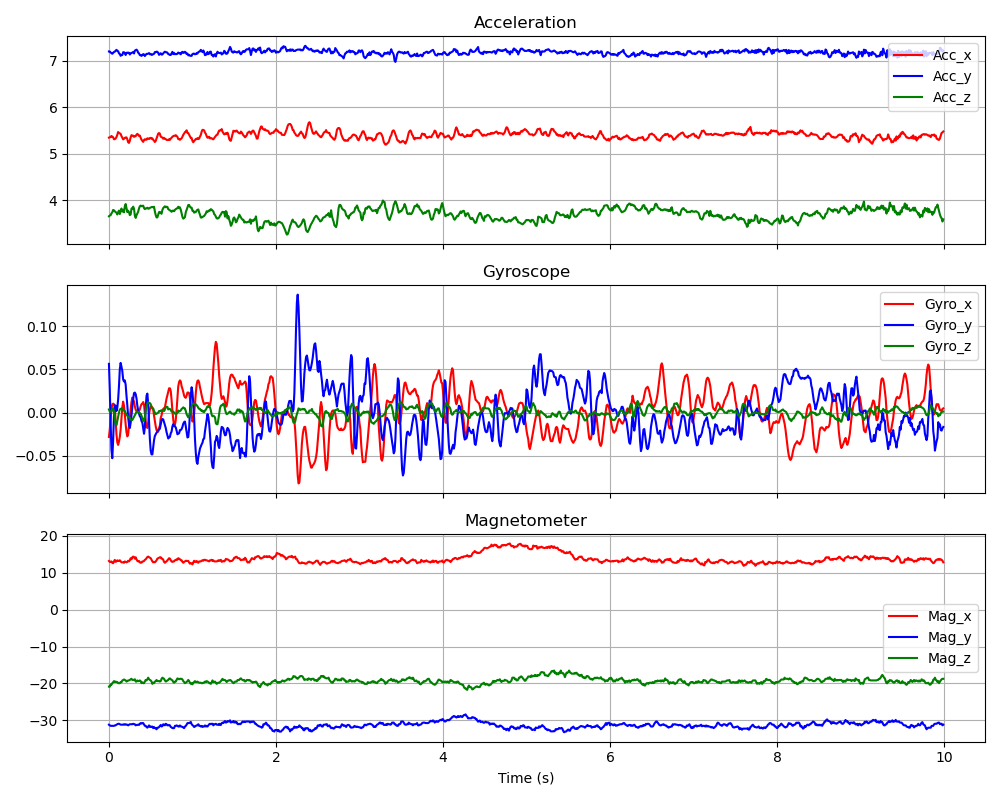 Acceleration
7
6
5
4
Acc_x
Acc_y
Acc_z
Gyroscope
0.10
0.05
0.00
−0.05
Gyro_x
Gyro_y
Gyro_z
Magnetometer
20
10
0
−10
−20
−30
Mag_x
Mag_y
Mag_z
0 2 4 6 8 10
Time (s)